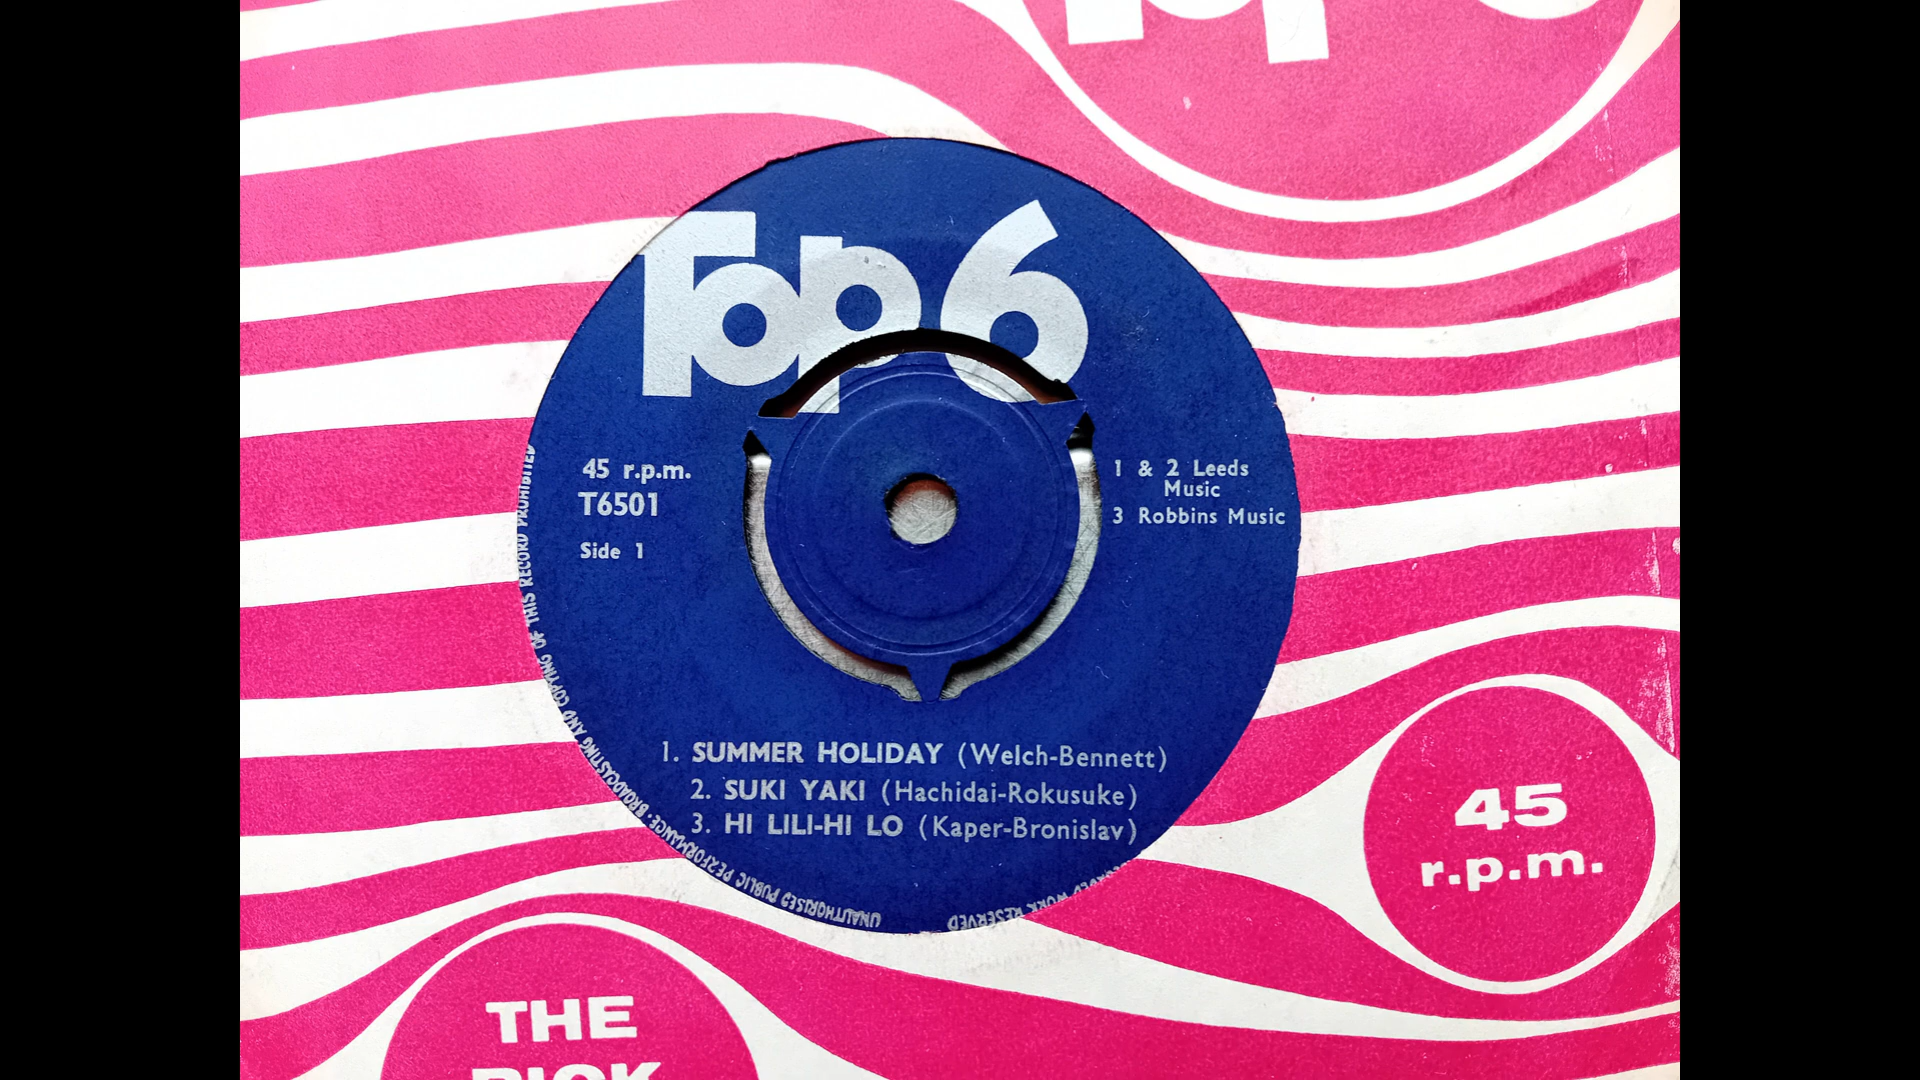 Top 6
45 r.p.m.
T6501
Side 1
1 & 2 Leeds
Music
3 Robbins Music
1. SUMMER HOLIDAY (Welch-Bennett)
2. SUKI YAKI (Hachidai-Rokusuke)
3. HI LILI-HI LO (Kaper-Bronislav)
WORK RESERVED
UNAUTHORISED PUBLIC PERFORMANCE·BROADCASTING AND COPYING OF THIS RECORD PROHIBITED
45
r.p.m.
THE